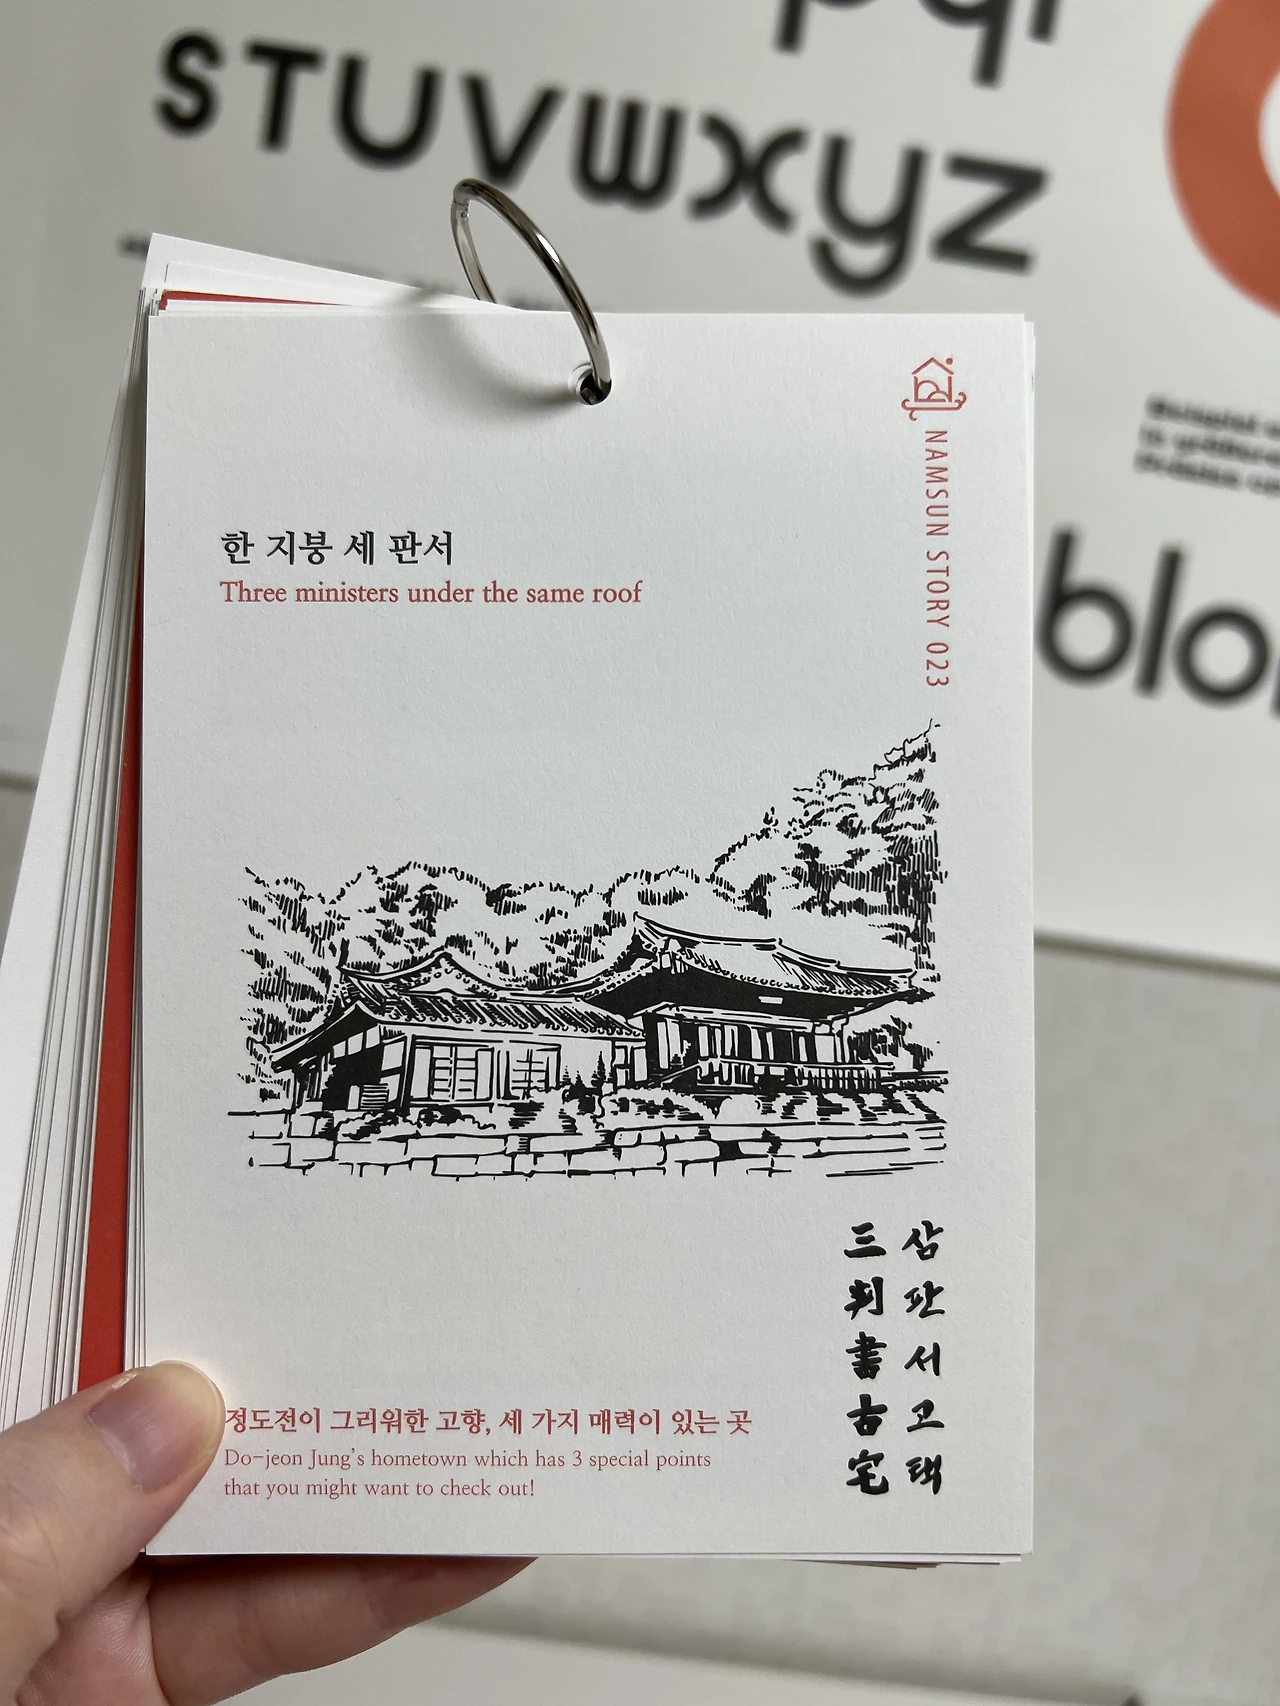 STUVWXYZ
blo
NAMSUN STORY 023
한 지붕 세 판서
Three ministers under the same roof
삼판서고택
三判書古宅
정도전이 그리워한 고향, 세 가지 매력이 있는 곳
Do-jeon Jung's hometown which has 3 special points
that you might want to check out!